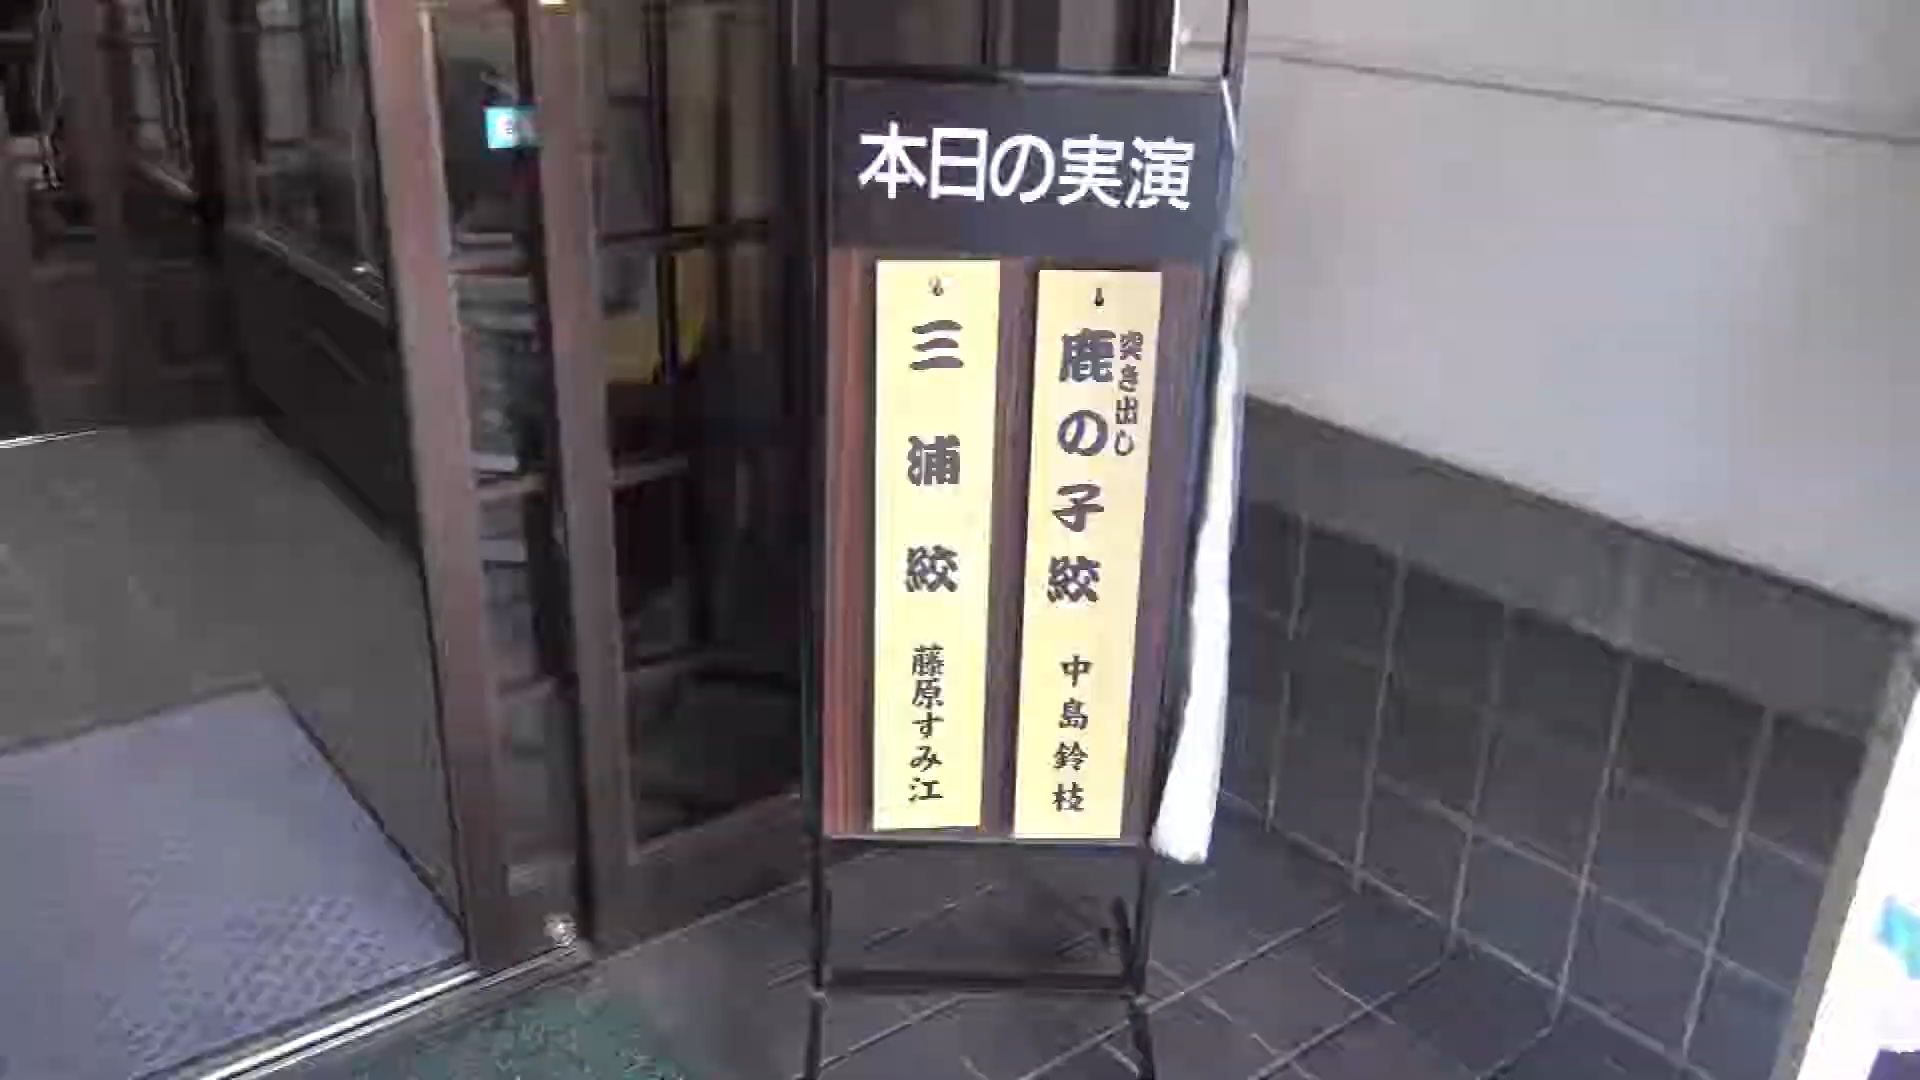 本日の実演
突き出し
鹿の子絞 中島鈴枝
三浦絞 藤原すみ江